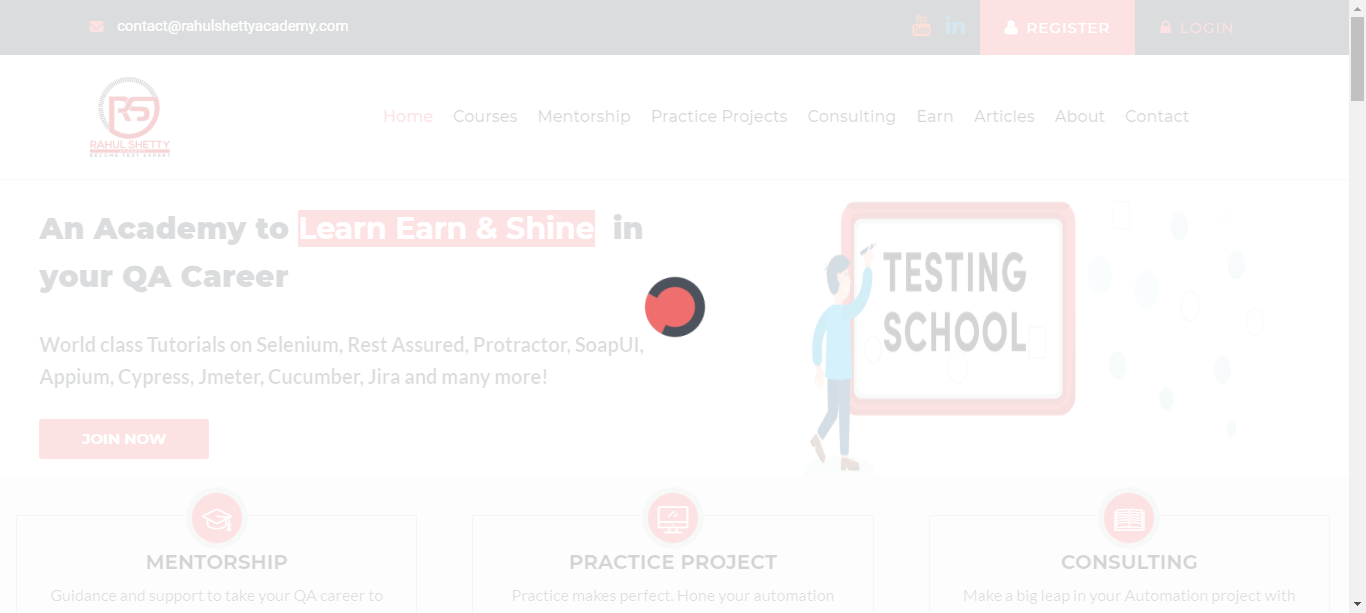 contact@rahulshettyacademy.com
REGISTER
LOGIN
RS
RAHUL SHETTY
Home Courses Mentorship Practice Projects Consulting Earn Articles About Contact
An Academy to Learn Earn & Shine in
your QA Career
World class Tutorials on Selenium, Rest Assured, Protractor, SoapUI,
Appium, Cypress, Jmeter, Cucumber, Jira and many more!
JOIN NOW
TESTING
SCHOOL
MENTORSHIP
Guidance and support to take your QA career to
PRACTICE PROJECT
Practice makes perfect. Hone your automation
CONSULTING
Make a big leap in your Automation project with